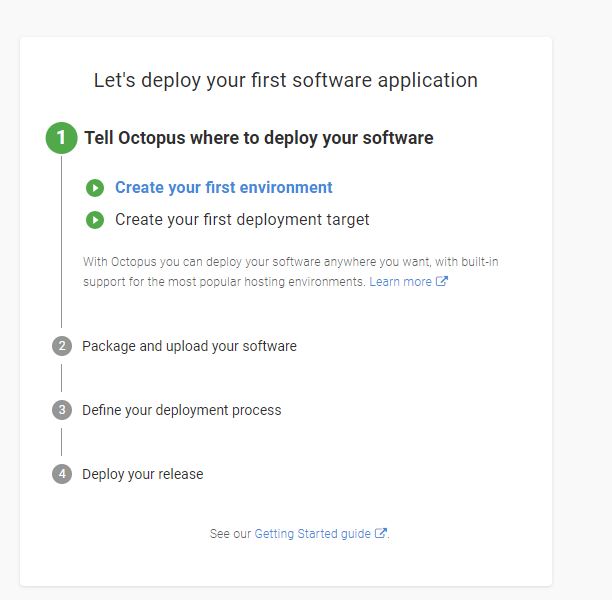 Let's deploy your first software application
1 Tell Octopus where to deploy your software
Create your first environment
Create your first deployment target
With Octopus you can deploy your software anywhere you want, with built-in
support for the most popular hosting environments. Learn more
2 Package and upload your software
3 Define your deployment process
4 Deploy your release
See our Getting Started guide.